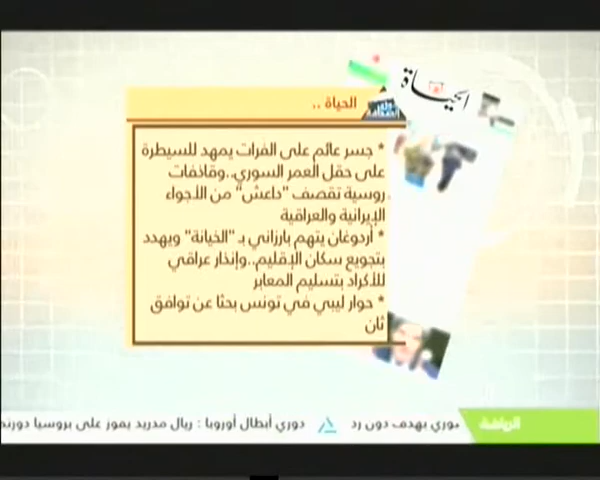 الحياة
الحياة ..
* جسر عائم على الفرات يمهد للسيطرة
على حقل العمر السوري..وقاذفات
روسية تقصف "داعش" من الأجواء
الإيرانية والعراقية
* أردوغان يتهم بارزاني بـ "الخيانة" ويهدد
بتجويع سكان الإقليم..وإنذار عراقي
للأكراد بتسليم المعابر
* حوار ليبي في تونس بحثا عن توافق
ثان
الرياضة
موري بهدف دون رد
دوري أبطال أوروبا : ريال مدريد يفوز على بروسيا دورتم